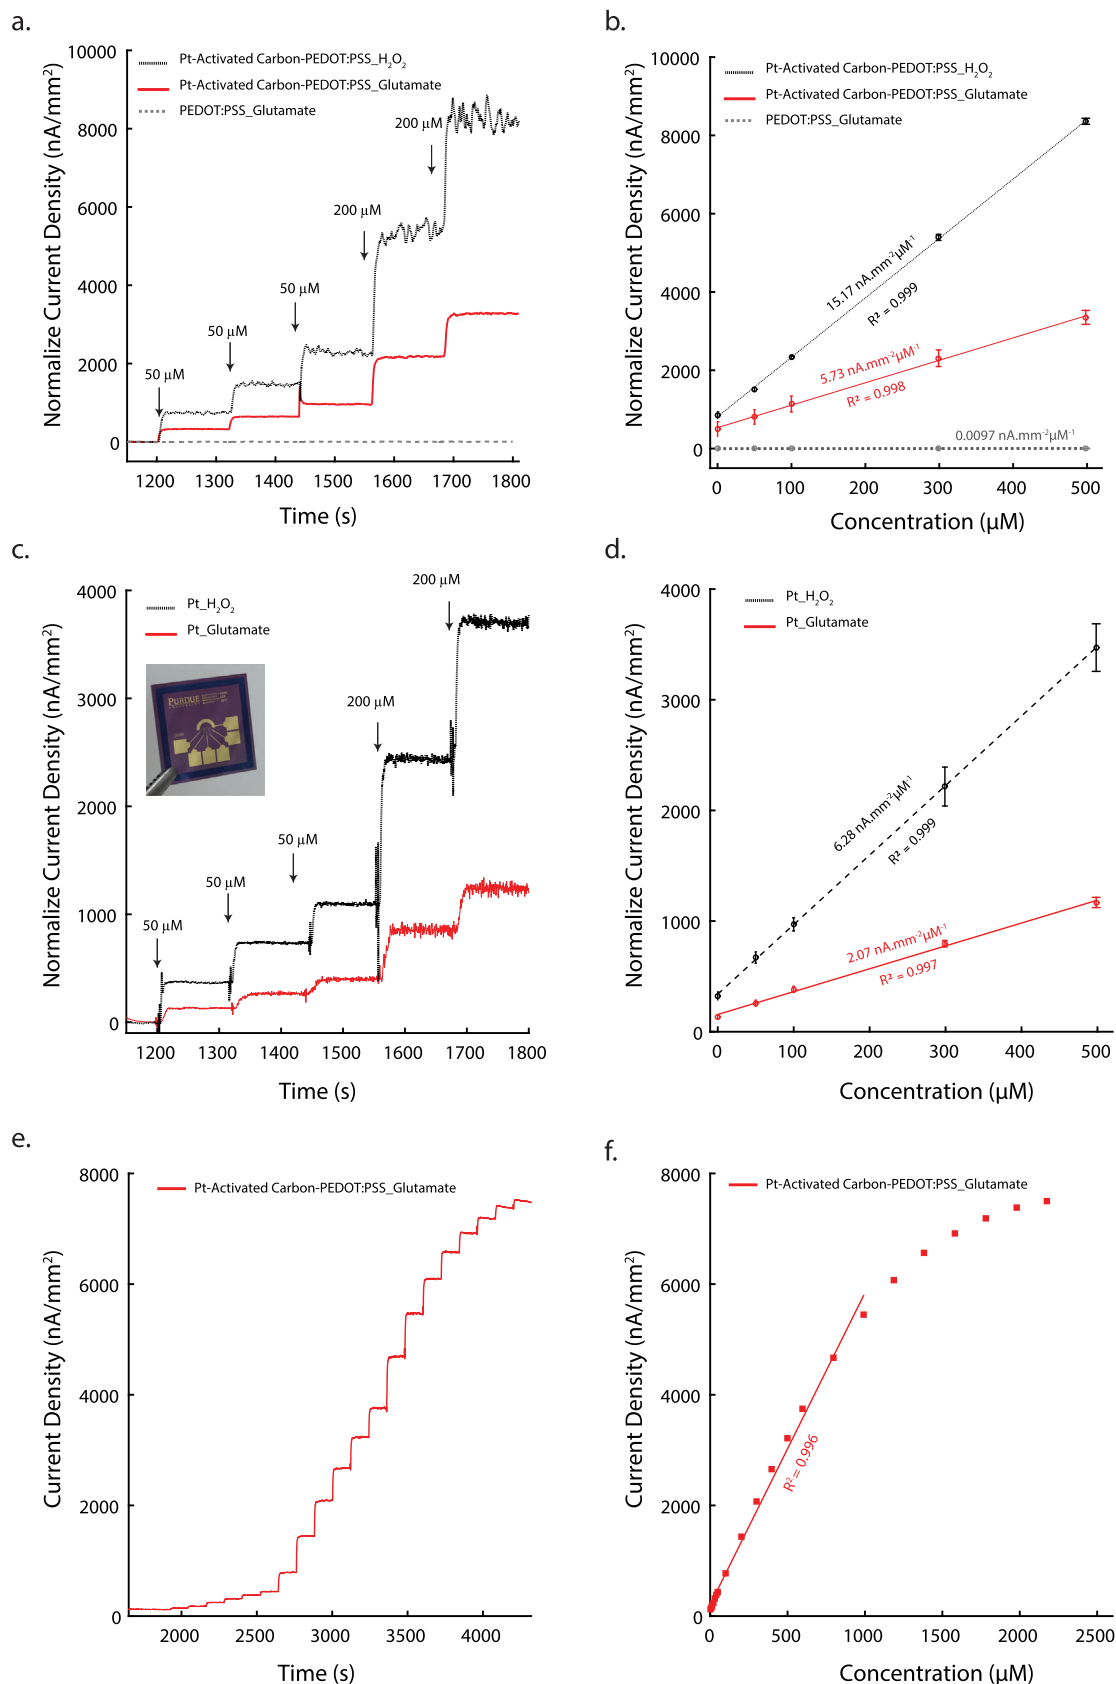 a.
Normalize Current Density (nA/mm²)
10000
8000
6000
4000
2000
0
Pt-Activated Carbon-PEDOT:PSS_H₂O₂
Pt-Activated Carbon-PEDOT:PSS_Glutamate
PEDOT:PSS_Glutamate
50 µM
50 µM
50 µM
200 µM
200 µM
1200 1300 1400 1500 1600 1700 1800
Time (s)
b.
Normalize Current Density (nA/mm²)
10000
8000
6000
4000
2000
0
Pt-Activated Carbon-PEDOT:PSS_H₂O₂
Pt-Activated Carbon-PEDOT:PSS_Glutamate
PEDOT:PSS_Glutamate
15.17 nA.mm⁻²µM⁻¹
R² = 0.999
5.73 nA.mm⁻²µM⁻¹
R² = 0.998
0.0097 nA.mm⁻²µM⁻¹
0 100 200 300 400 500
Concentration (µM)
c.
Normalize Current Density (nA/mm²)
4000
3000
2000
1000
0
Pt_H₂O₂
Pt_Glutamate
PURDUE
50 µM
50 µM
50 µM
200 µM
200 µM
1200 1300 1400 1500 1600 1700 1800
Time (s)
d.
Normalize Current Density (nA/mm²)
4000
3000
2000
1000
0
Pt_H₂O₂
Pt_Glutamate
6.28 nA.mm⁻²µM⁻¹
R² = 0.999
2.07 nA.mm⁻²µM⁻¹
R² = 0.997
0 100 200 300 400 500
Concentration (µM)
e.
Current Density (nA/mm²)
8000
6000
4000
2000
0
Pt-Activated Carbon-PEDOT:PSS_Glutamate
2000 2500 3000 3500 4000
Time (s)
f.
Current Density (nA/mm²)
8000
6000
4000
2000
0
Pt-Activated Carbon-PEDOT:PSS_Glutamate
R² = 0.996
0 500 1000 1500 2000 2500
Concentration (µM)